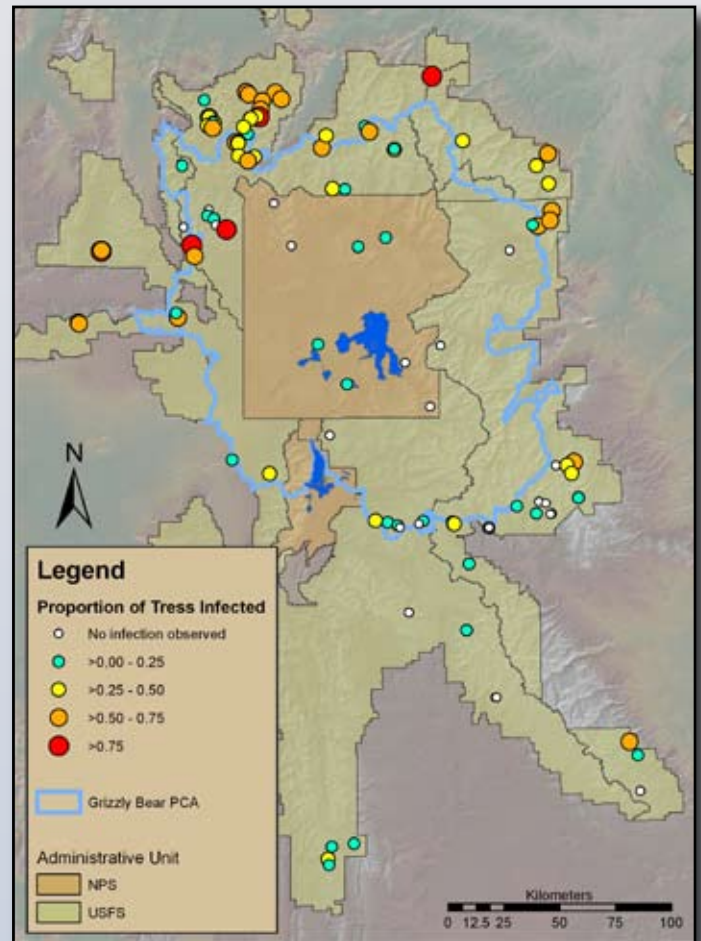 N
Legend
Proportion of Tress Infected
No infection observed
>0.00 - 0.25
>0.25 - 0.50
>0.50 - 0.75
>0.75
Grizzly Bear PCA
Administrative Unit
NPS
USFS
Kilometers
0 12.5 25 50 75 100